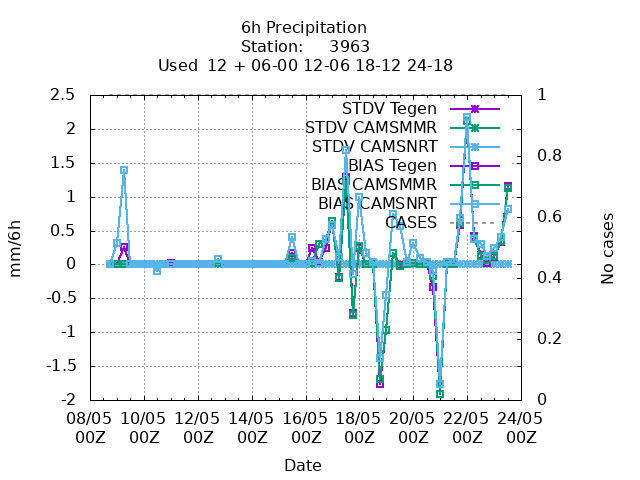 6h Precipitation
Station: 3963
Used 12 + 06-00 12-06 18-12 24-18
2.5
2
1.5
1
0.5
0
-0.5
-1
-1.5
-2
mm/6h
1
0.8
0.6
0.4
0.2
0
No cases
STDV Tegen
STDV CAMSMMR
STDV CAMSNRT
BIAS Tegen
BIAS CAMSMMR
BIAS CAMSNRT
CASES
08/05 10/05 12/05 14/05 16/05 18/05 20/05 22/05 24/05
00Z 00Z 00Z 00Z 00Z 00Z 00Z 00Z 00Z
Date